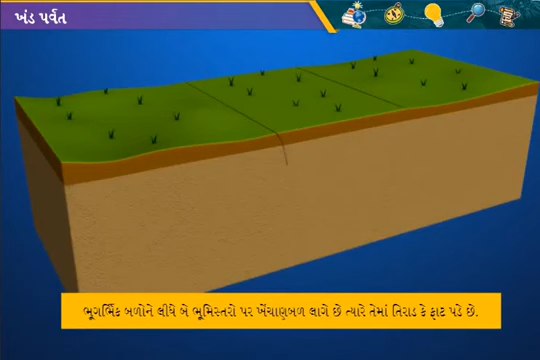 ખંડ પર્વત
ભૂગર્ભિક બળોને લીધે બે ભૂમિસ્તરો પર ખેંચાણબળ લાગે છે ત્યારે તેમાં તિરાડ કે ફાટ પડે છે.